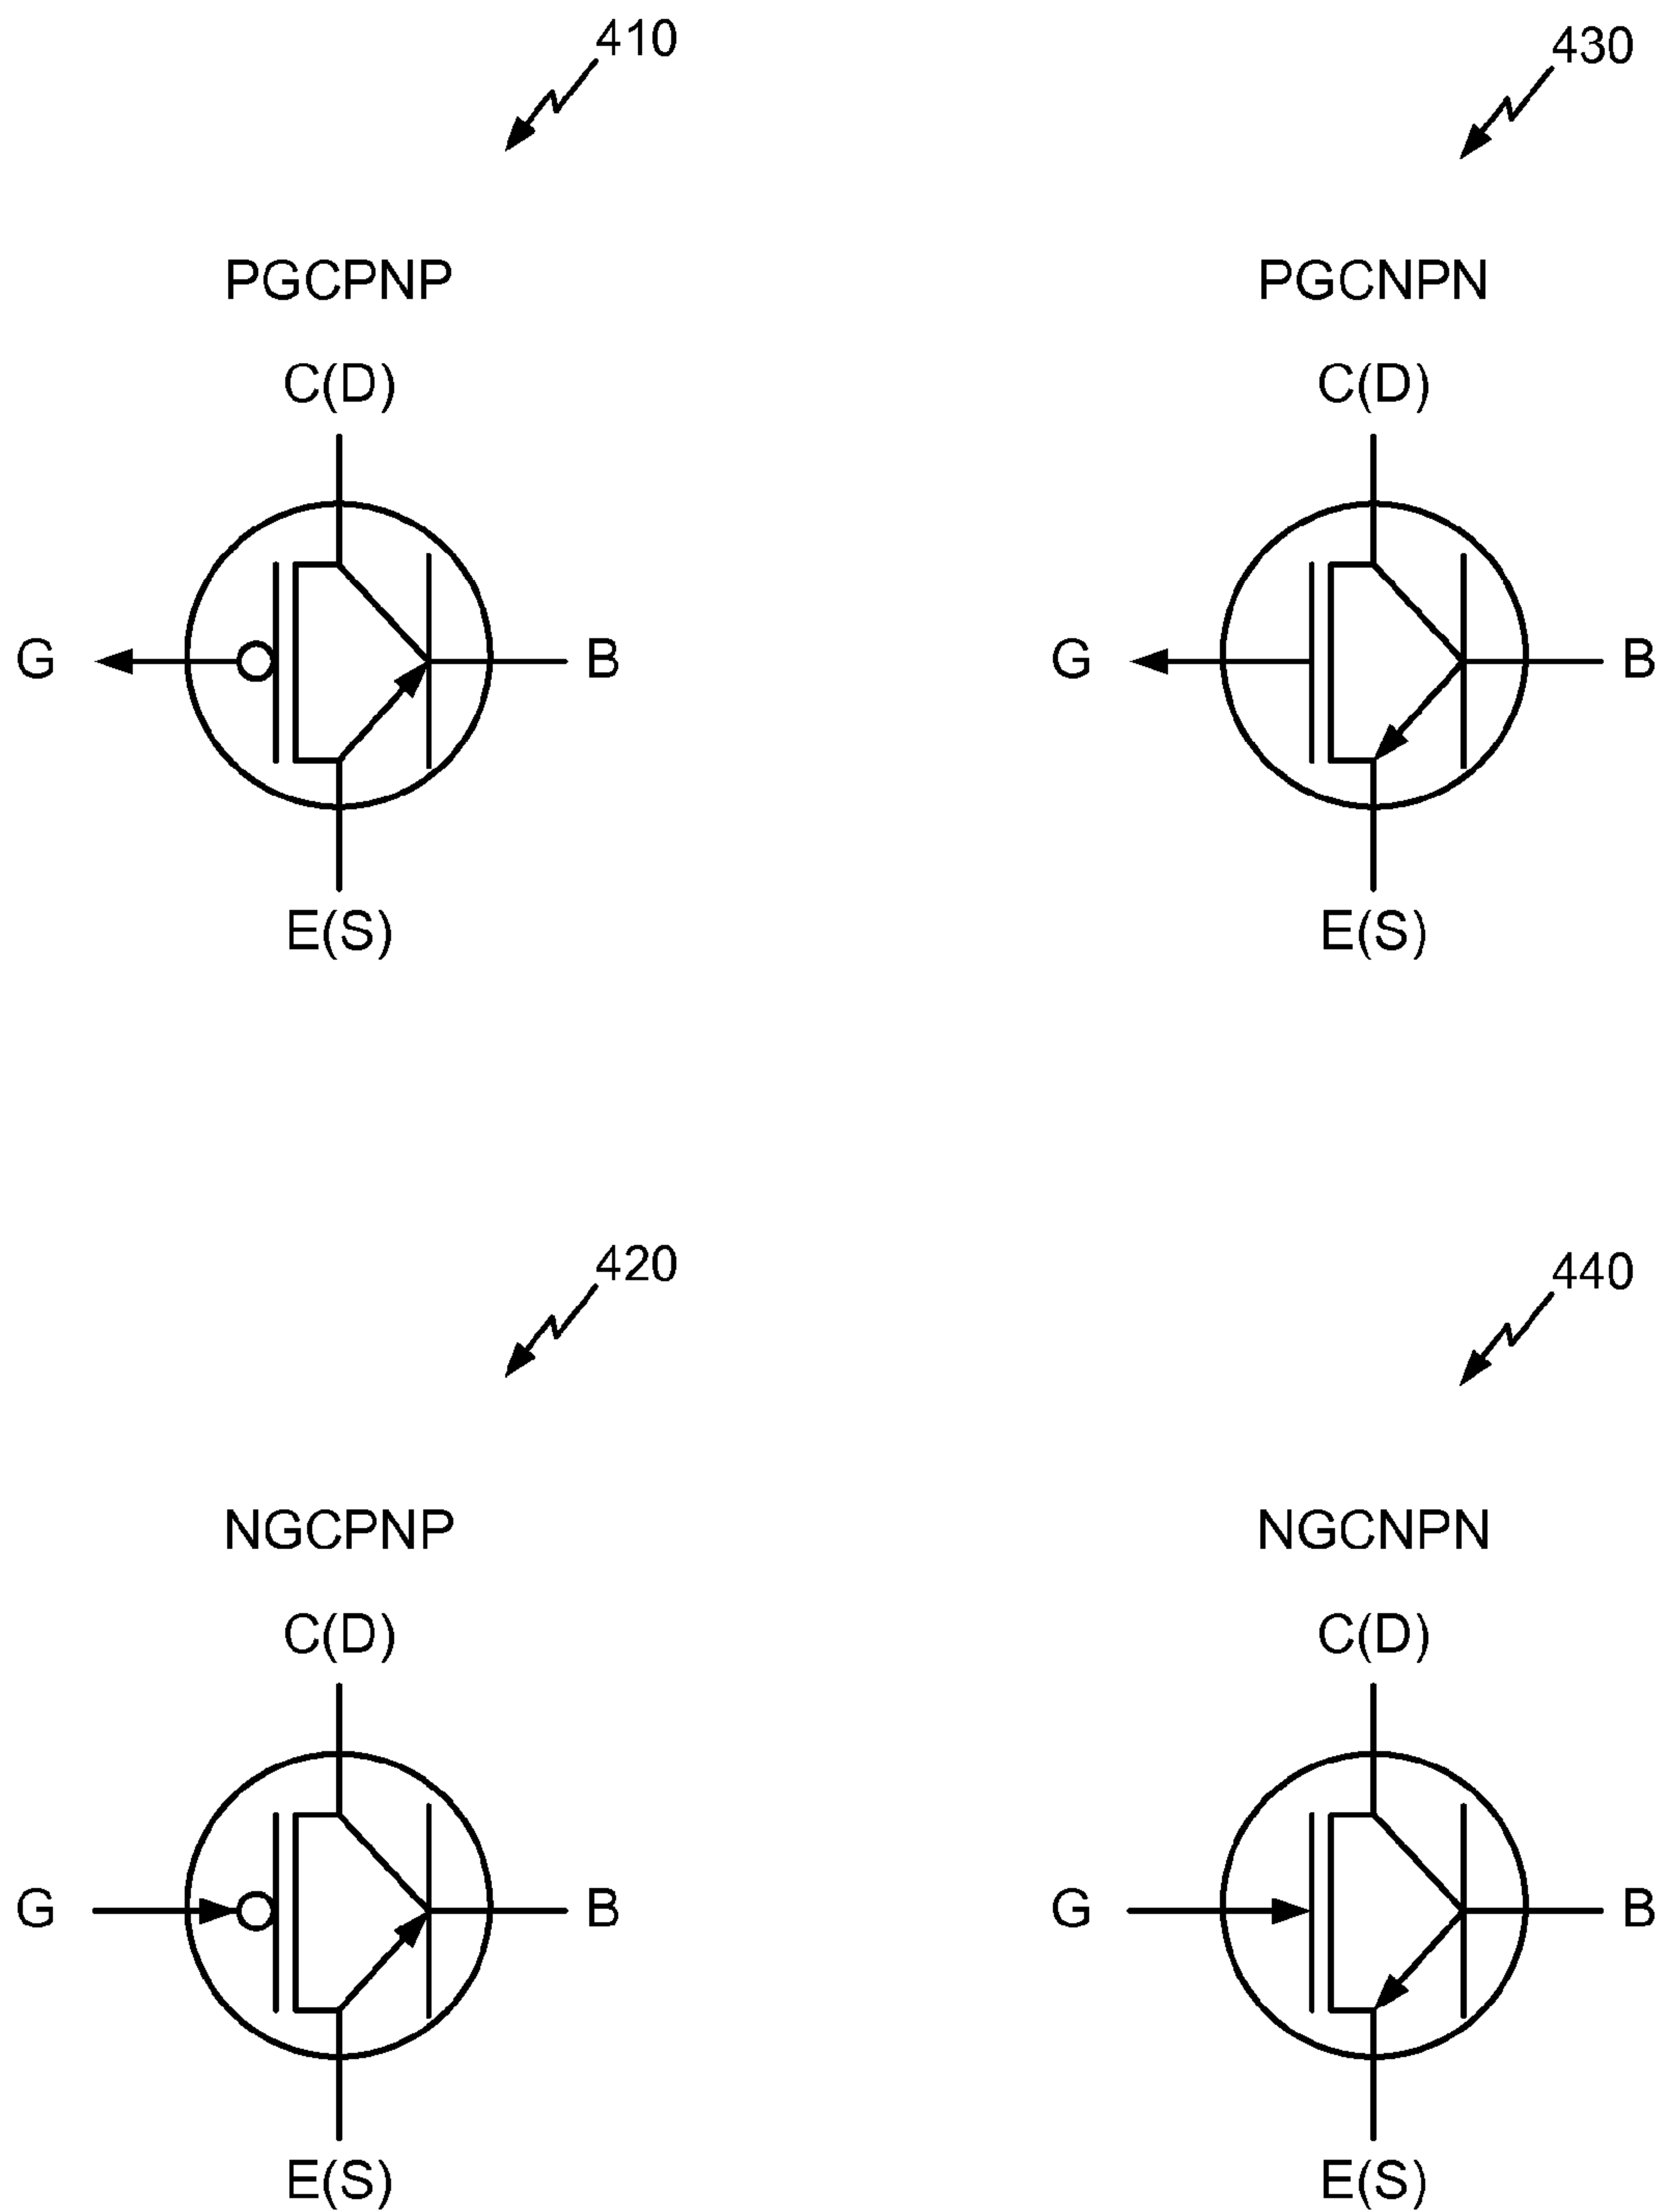 410
PGCPNP
C(D)
G
B
E(S)
430
PGCNPN
C(D)
G
B
E(S)
420
NGCPNP
C(D)
G
B
E(S)
440
NGCNPN
C(D)
G
B
E(S)